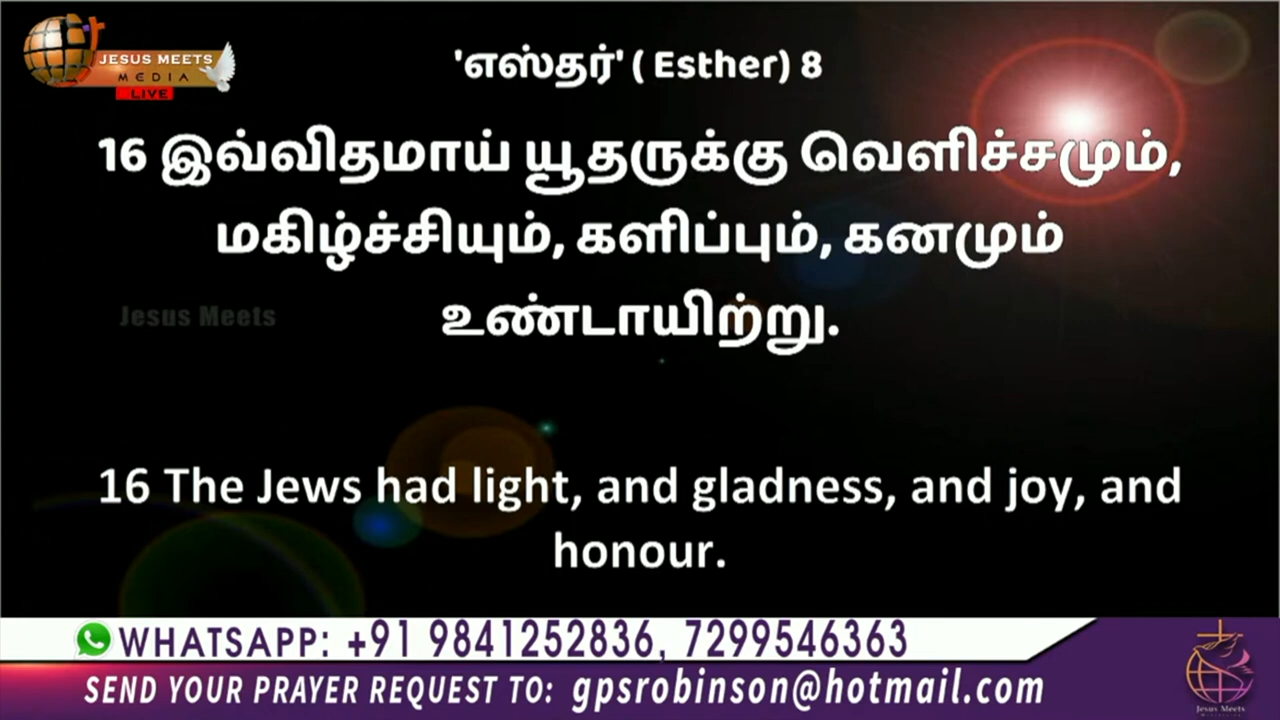 JESUS MEETS
MEDIA
LIVE
'எஸ்தர்' ( Esther) 8
16 இவ்விதமாய் யூதருக்கு வெளிச்சமும்,
மகிழ்ச்சியும், களிப்பும், கனமும்
உண்டாயிற்று.
Jesus Meets
16 The Jews had light, and gladness, and joy, and
honour.
WHATSAPP: +91 9841252836, 7299546363
SEND YOUR PRAYER REQUEST TO: gpsrobinson@hotmail.com
Jesus Meets